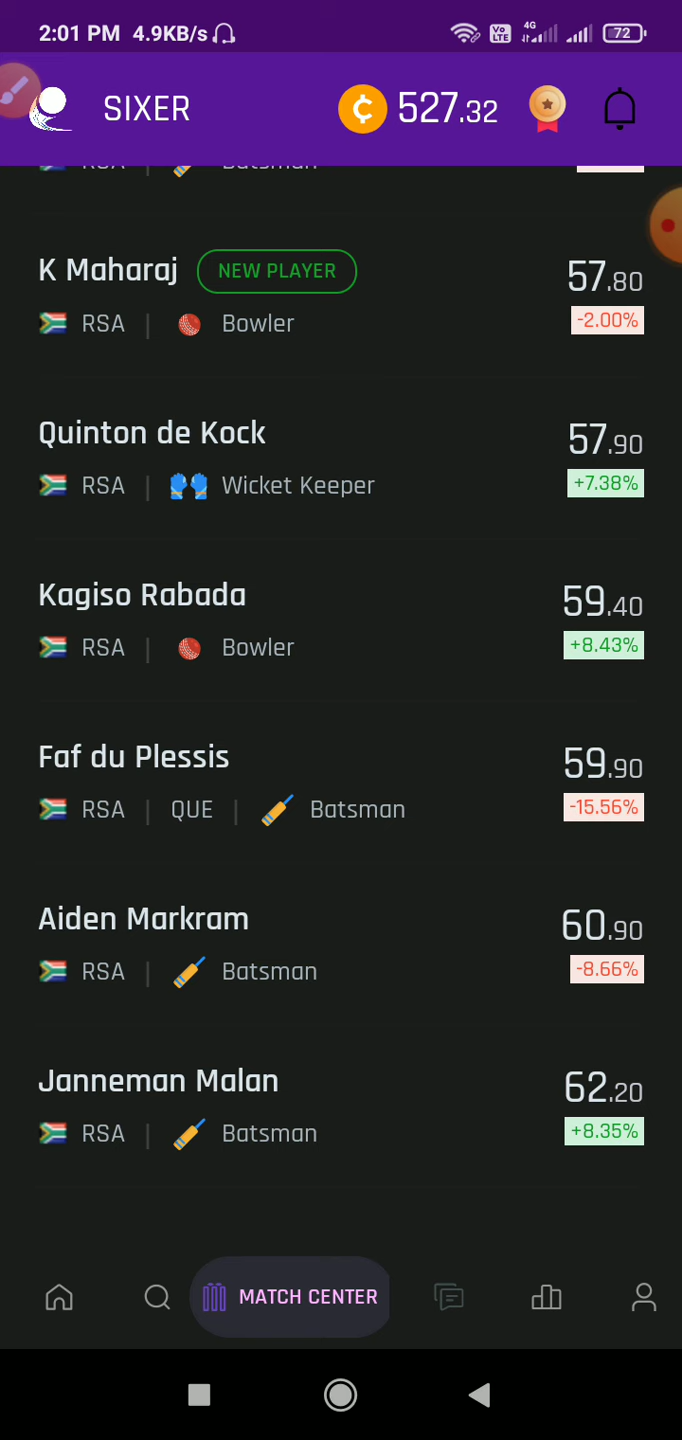 2:01 PM 4.9KB/s Vo LTE 4G 72
SIXER ¢ 527.32
K Maharaj NEW PLAYER 57.80
RSA | Bowler -2.00%
Quinton de Kock 57.90
RSA | Wicket Keeper +7.38%
Kagiso Rabada 59.40
RSA | Bowler +8.43%
Faf du Plessis 59.90
RSA | QUE | Batsman -15.56%
Aiden Markram 60.90
RSA | Batsman -8.66%
Janneman Malan 62.20
RSA | Batsman +8.35%
MATCH CENTER